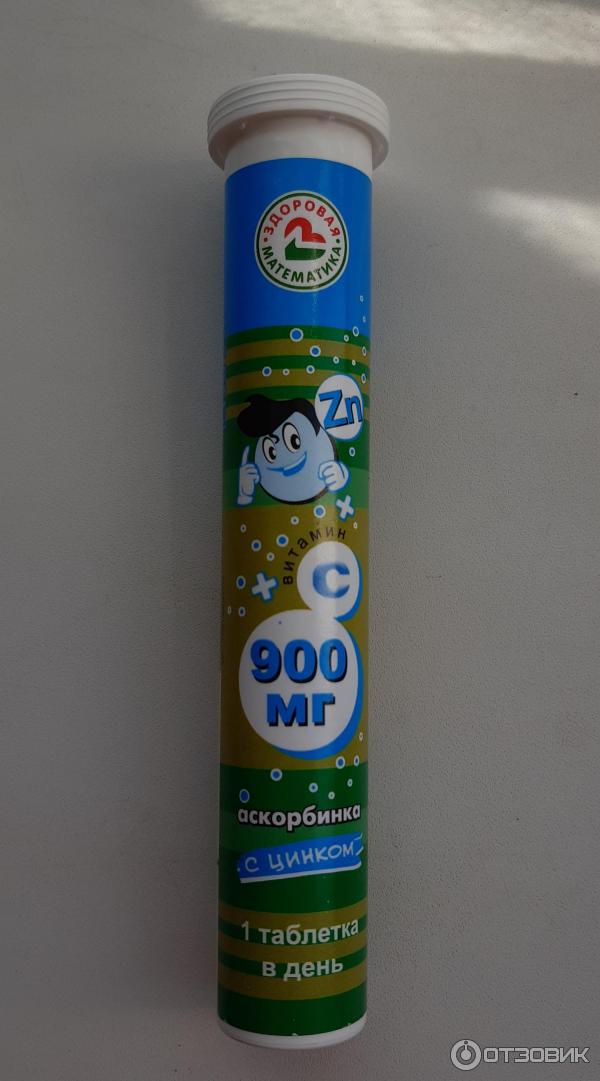 ЗДОРОВАЯ
МАТЕМАТИКА
Zn
+
витамин
+
C
900
мг
аскорбинка
с цинком
1 таблетка
в день
ОТЗОВИК